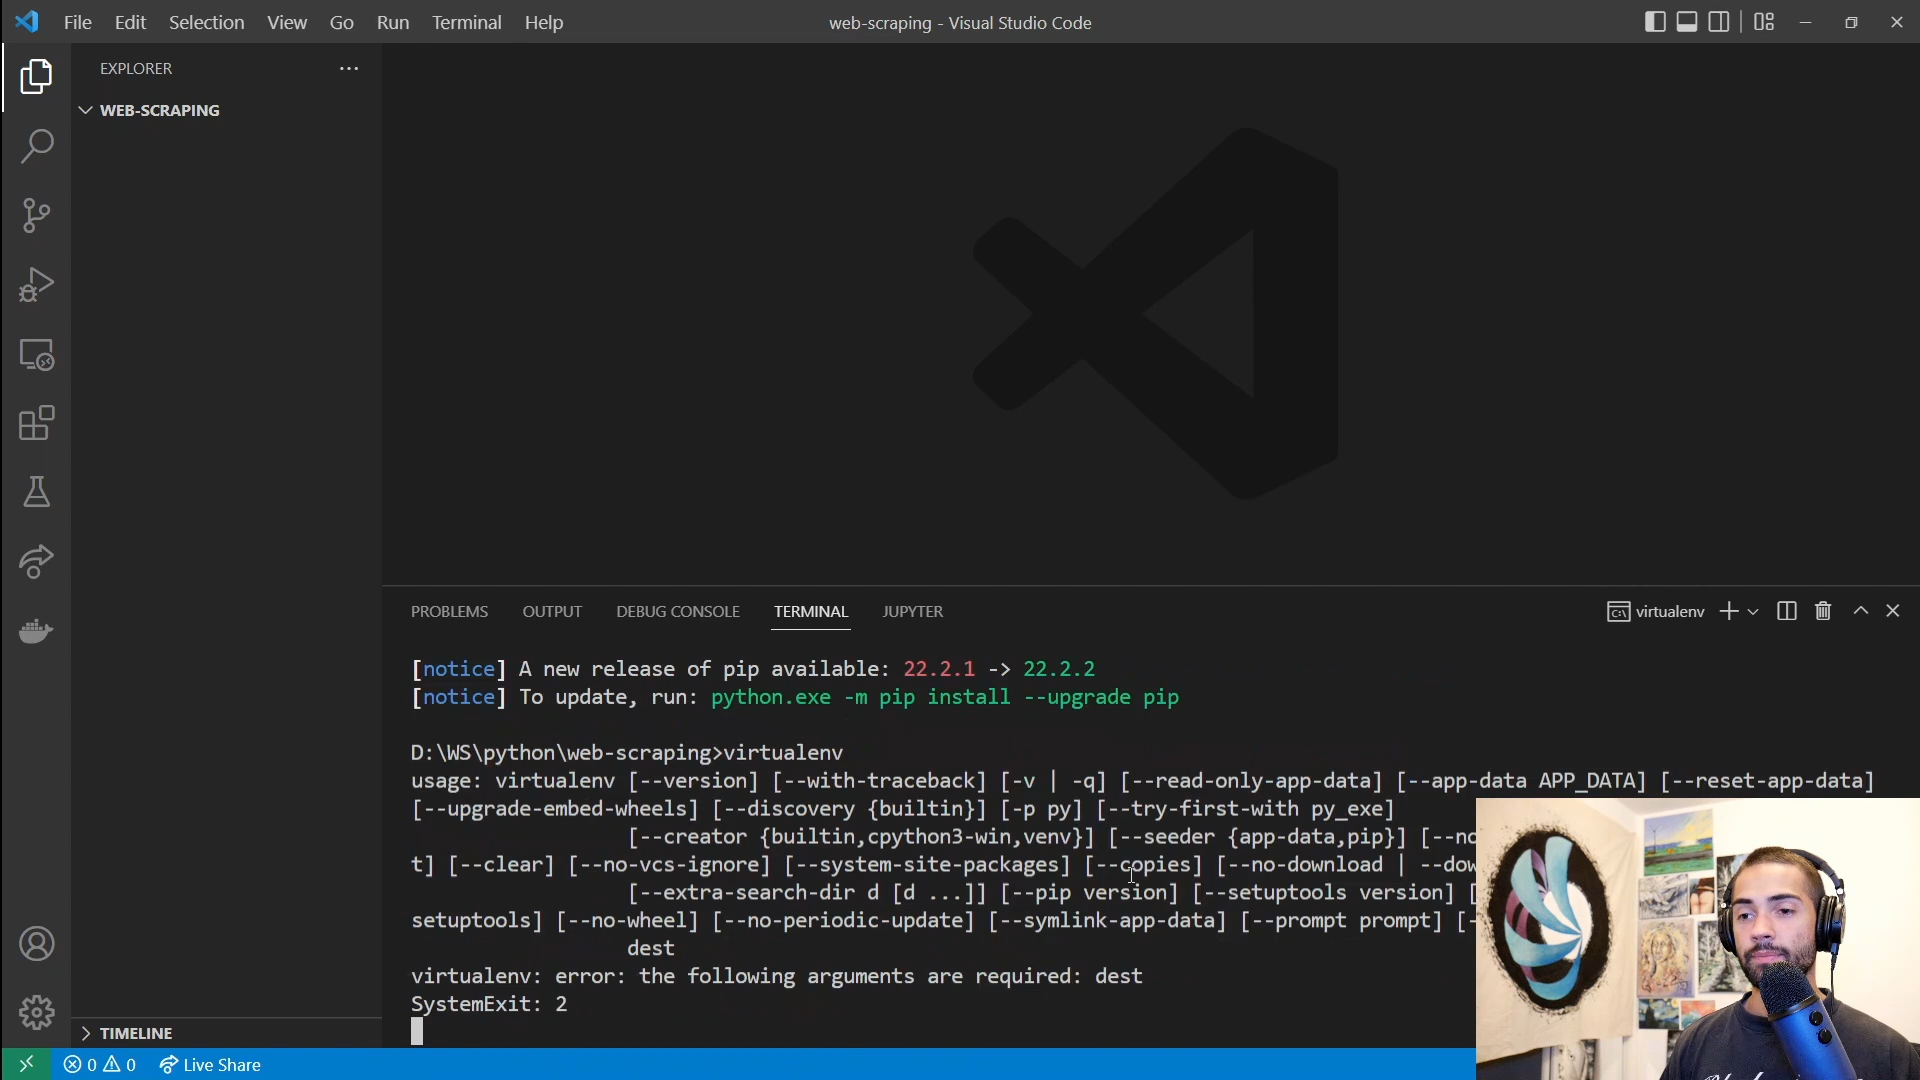 File Edit Selection View Go Run Terminal Help
web-scraping - Visual Studio Code
EXPLORER
WEB-SCRAPING
TIMELINE
PROBLEMS OUTPUT DEBUG CONSOLE TERMINAL JUPYTER
virtualenv
[notice] A new release of pip available: 22.2.1 -> 22.2.2
[notice] To update, run: python.exe -m pip install --upgrade pip
D:\WS\python\web-scraping>virtualenv
usage: virtualenv [--version] [--with-traceback] [-v | -q] [--read-only-app-data] [--app-data APP_DATA] [--reset-app-data]
[--upgrade-embed-wheels] [--discovery {builtin}] [-p py] [--try-first-with py_exe]
[--creator {builtin,cpython3-win,venv}] [--seeder {app-data,pip}] [--no
t] [--clear] [--no-vcs-ignore] [--system-site-packages] [--copies] [--no-download | --dow
[--extra-search-dir d [d ...]] [--pip version] [--setuptools version] [
setuptools] [--no-wheel] [--no-periodic-update] [--symlink-app-data] [--prompt prompt] [-
dest
virtualenv: error: the following arguments are required: dest
SystemExit: 2
0 0 Live Share